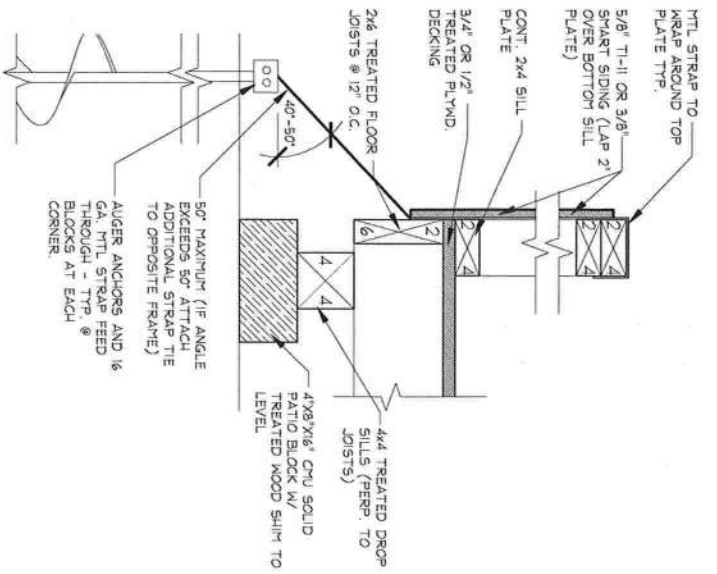 MTL STRAP TO
WRAP AROUND TOP
PLATE TYP.
5/8" T1-11 OR 3/8"
SMART SIDING (LAP 2"
OVER BOTTOM SILL
PLATE)
CONT. 2x4 SILL
PLATE
3/4" OR 1/2"
TREATED PLYWD.
DECKING
2x6 TREATED FLOOR
JOISTS @ 12" O.C.
2
4
2
4
2
4
2
6
4
4
40°-50°
4x4 TREATED DROP
SILLS (PERP. TO
JOISTS)
4"X8"X16" CMU SOLID
PATIO BLOCK W/
TREATED WOOD SHIM TO
LEVEL
50° MAXIMUM (IF ANGLE
EXCEEDS 50° ATTACH
ADDITIONAL STRAP TIE
TO OPPOSITE FRAME)
AUGER ANCHORS AND 16
GA. MTL STRAP FEED
THROUGH - TYP. @
BLOCKS AT EACH
CORNER.